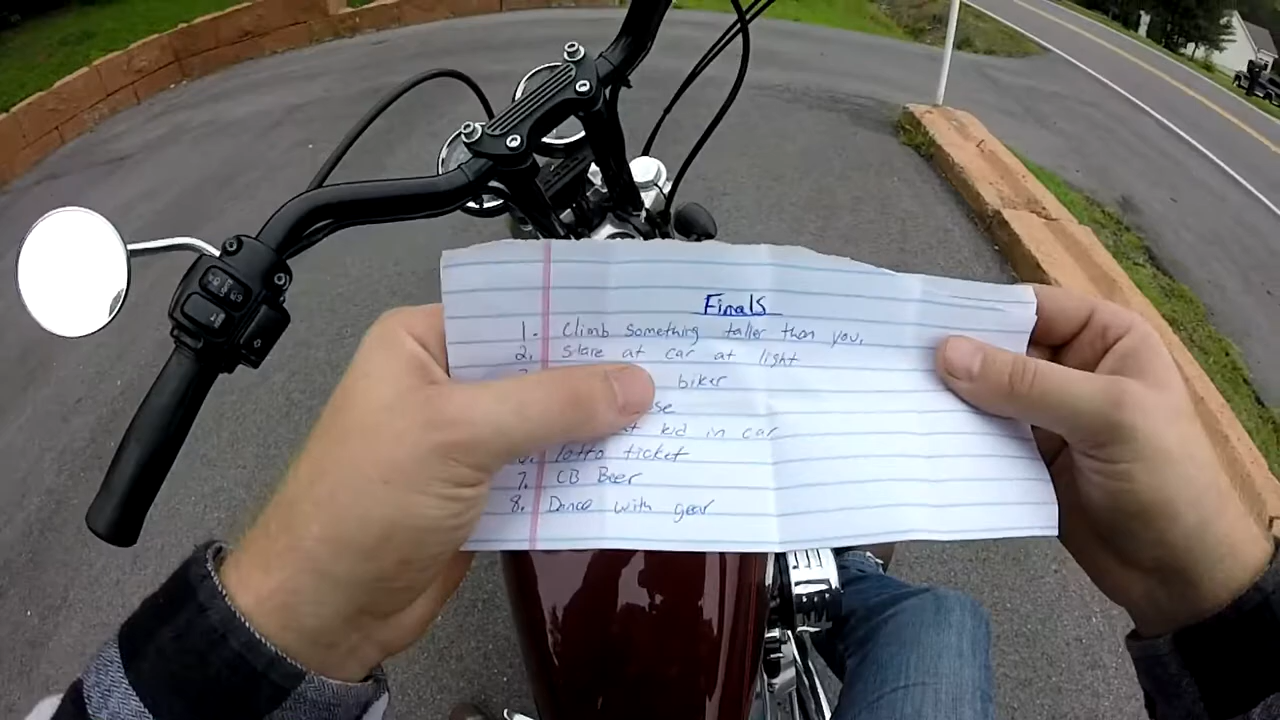 Finals
1. Climb something taller than you.
2. Stare at car at light
biker
kid in car
lotto ticket
7. CB Beer
8. Dance with gear